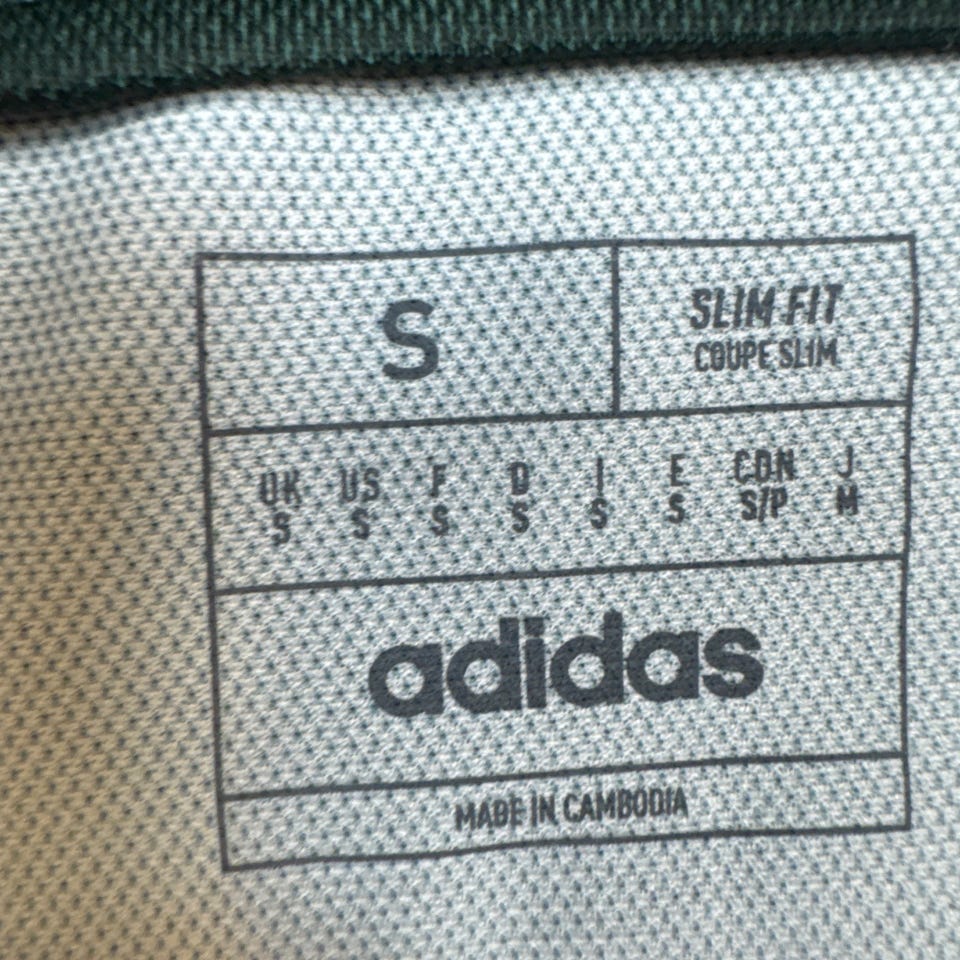 S
SLIM FIT
COUPE SLIM
UK US F D I E CDN J
S S S S S S S/P M
adidas
MADE IN CAMBODIA